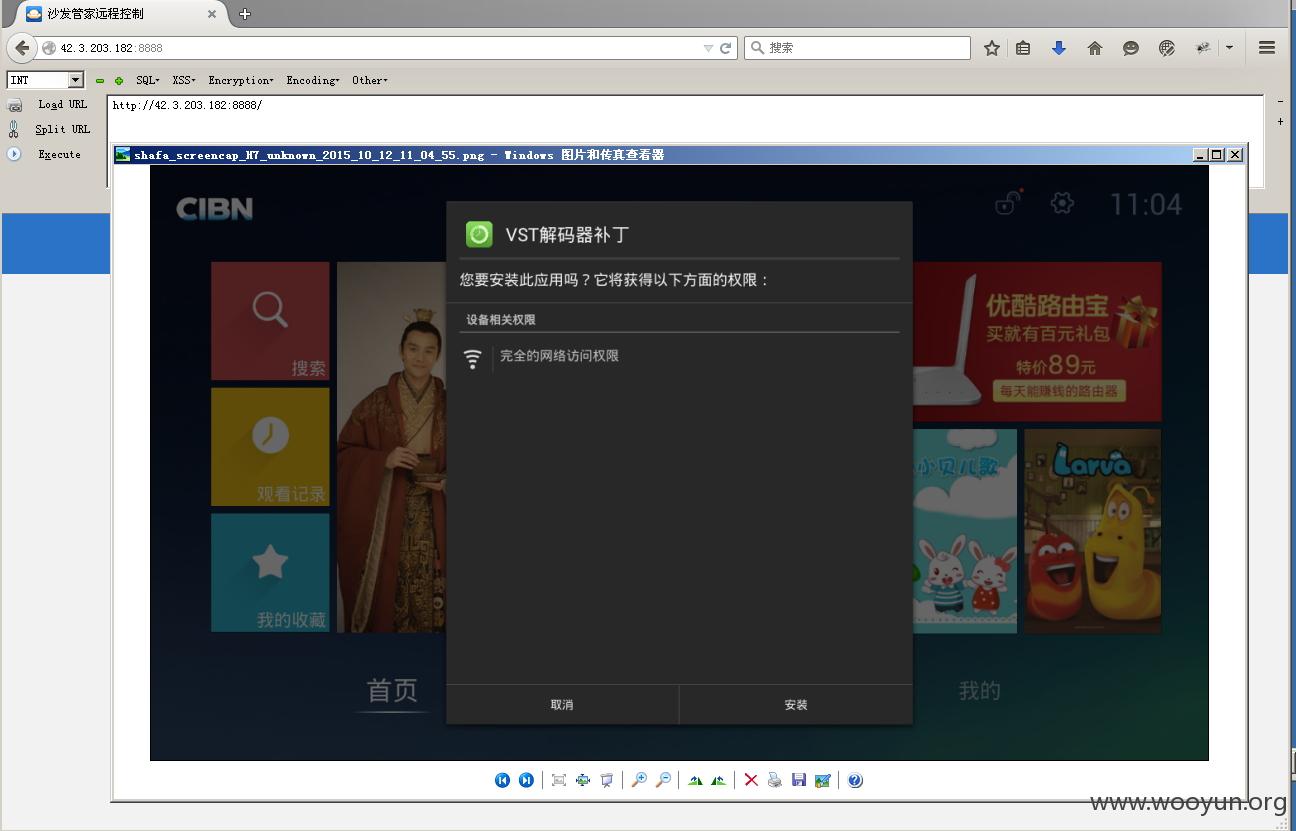 沙发管家远程控制
42.3.203.182:8888
搜索
INT
SQL▾ XSS▾ Encryption▾ Encoding▾ Other▾
Load URL
http://42.3.203.182:8888/
Split URL
Execute
shafa_screencap_H7_unknown_2015_10_12_11_04_55.png - Windows 图片和传真查看器
CIBN
11:04
VST解码器补丁
您要安装此应用吗？它将获得以下方面的权限：
设备相关权限
完全的网络访问权限
搜索
观看记录
我的收藏
优酷路由宝
买就有百元礼包
特价89元
每天能赚钱的路由器
小贝儿歌
Larva
首页
取消
安装
我的
www.wooyun.org